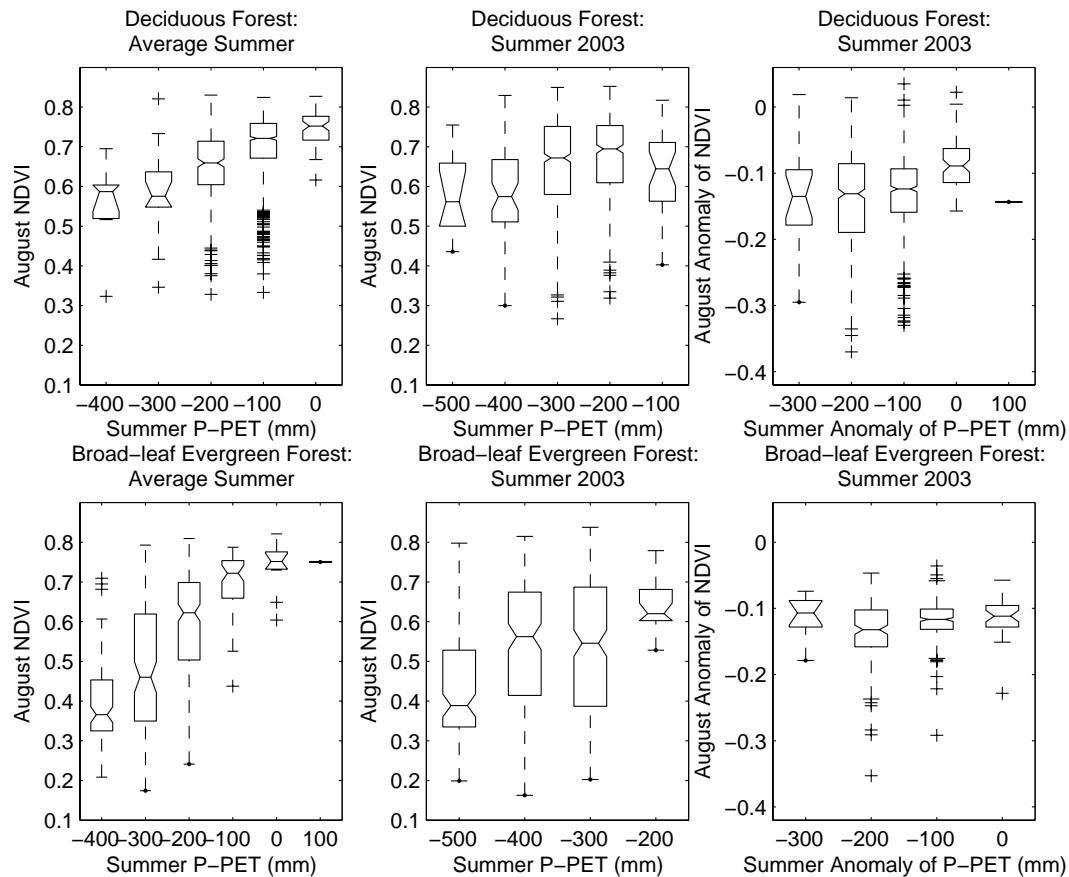 Deciduous Forest:
Average Summer
August NDVI
0.8
0.7
0.6
0.5
0.4
0.3
0.2
0.1
−400 −300 −200 −100 0
Summer P−PET (mm)
Deciduous Forest:
Summer 2003
August NDVI
0.8
0.7
0.6
0.5
0.4
0.3
0.2
0.1
−500 −400 −300 −200 −100
Summer P−PET (mm)
Deciduous Forest:
Summer 2003
August Anomaly of NDVI
0
−0.1
−0.2
−0.3
−0.4
−300 −200 −100 0 100
Summer Anomaly of P−PET (mm)
Broad−leaf Evergreen Forest:
Average Summer
August NDVI
0.8
0.7
0.6
0.5
0.4
0.3
0.2
0.1
−400 −300 −200 −100 0 100
Summer P−PET (mm)
Broad−leaf Evergreen Forest:
Summer 2003
August NDVI
0.8
0.7
0.6
0.5
0.4
0.3
0.2
0.1
−500 −400 −300 −200
Summer P−PET (mm)
Broad−leaf Evergreen Forest:
Summer 2003
August Anomaly of NDVI
0
−0.1
−0.2
−0.3
−0.4
−300 −200 −100 0
Summer Anomaly of P−PET (mm)